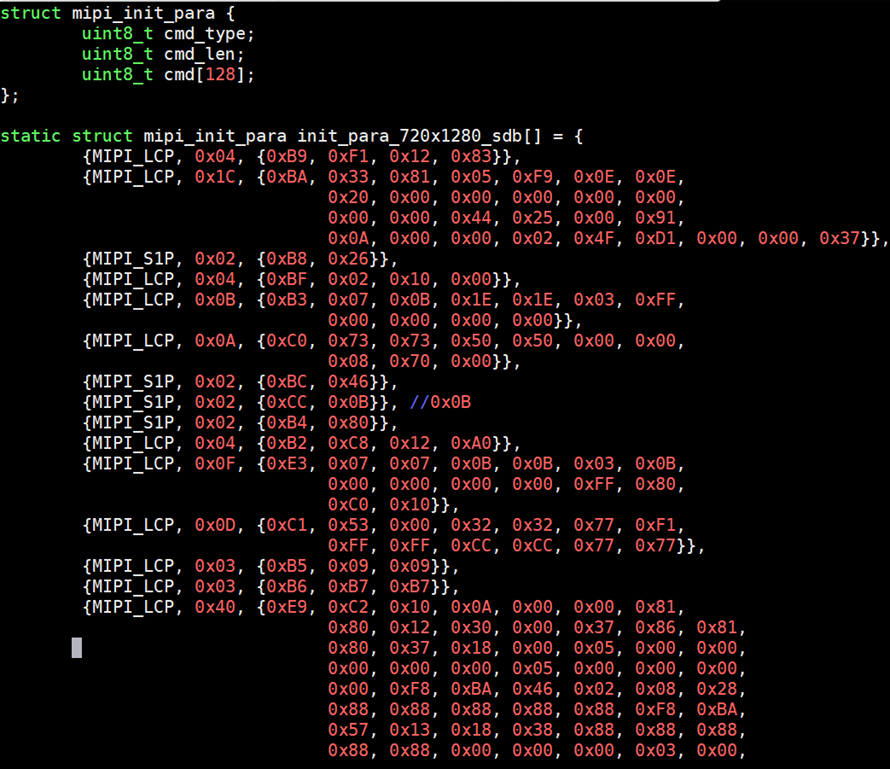 struct mipi_init_para {
uint8_t cmd_type;
uint8_t cmd_len;
uint8_t cmd[128];
};
static struct mipi_init_para init_para_720x1280_sdb[] = {
{MIPI_LCP, 0x04, {0xB9, 0xF1, 0x12, 0x83}},
{MIPI_LCP, 0x1C, {0xBA, 0x33, 0x81, 0x05, 0xF9, 0x0E, 0x0E,
0x20, 0x00, 0x00, 0x00, 0x00, 0x00,
0x00, 0x00, 0x44, 0x25, 0x00, 0x91,
0x0A, 0x00, 0x00, 0x02, 0x4F, 0xD1, 0x00, 0x00, 0x37}},
{MIPI_S1P, 0x02, {0xB8, 0x26}},
{MIPI_LCP, 0x04, {0xBF, 0x02, 0x10, 0x00}},
{MIPI_LCP, 0x0B, {0xB3, 0x07, 0x0B, 0x1E, 0x1E, 0x03, 0xFF,
0x00, 0x00, 0x00, 0x00}},
{MIPI_LCP, 0x0A, {0xC0, 0x73, 0x73, 0x50, 0x50, 0x00, 0x00,
0x08, 0x70, 0x00}},
{MIPI_S1P, 0x02, {0xBC, 0x46}},
{MIPI_S1P, 0x02, {0xCC, 0x0B}}, //0x0B
{MIPI_S1P, 0x02, {0xB4, 0x80}},
{MIPI_LCP, 0x04, {0xB2, 0xC8, 0x12, 0xA0}},
{MIPI_LCP, 0x0F, {0xE3, 0x07, 0x07, 0x0B, 0x0B, 0x03, 0x0B,
0x00, 0x00, 0x00, 0x00, 0xFF, 0x80,
0xC0, 0x10}},
{MIPI_LCP, 0x0D, {0xC1, 0x53, 0x00, 0x32, 0x32, 0x77, 0xF1,
0xFF, 0xFF, 0xCC, 0xCC, 0x77, 0x77}},
{MIPI_LCP, 0x03, {0xB5, 0x09, 0x09}},
{MIPI_LCP, 0x03, {0xB6, 0xB7, 0xB7}},
{MIPI_LCP, 0x40, {0xE9, 0xC2, 0x10, 0x0A, 0x00, 0x00, 0x81,
0x80, 0x12, 0x30, 0x00, 0x37, 0x86, 0x81,
0x80, 0x37, 0x18, 0x00, 0x05, 0x00, 0x00,
0x00, 0x00, 0x00, 0x05, 0x00, 0x00, 0x00,
0x00, 0xF8, 0xBA, 0x46, 0x02, 0x08, 0x28,
0x88, 0x88, 0x88, 0x88, 0x88, 0xF8, 0xBA,
0x57, 0x13, 0x18, 0x38, 0x88, 0x88, 0x88,
0x88, 0x88, 0x00, 0x00, 0x00, 0x03, 0x00,